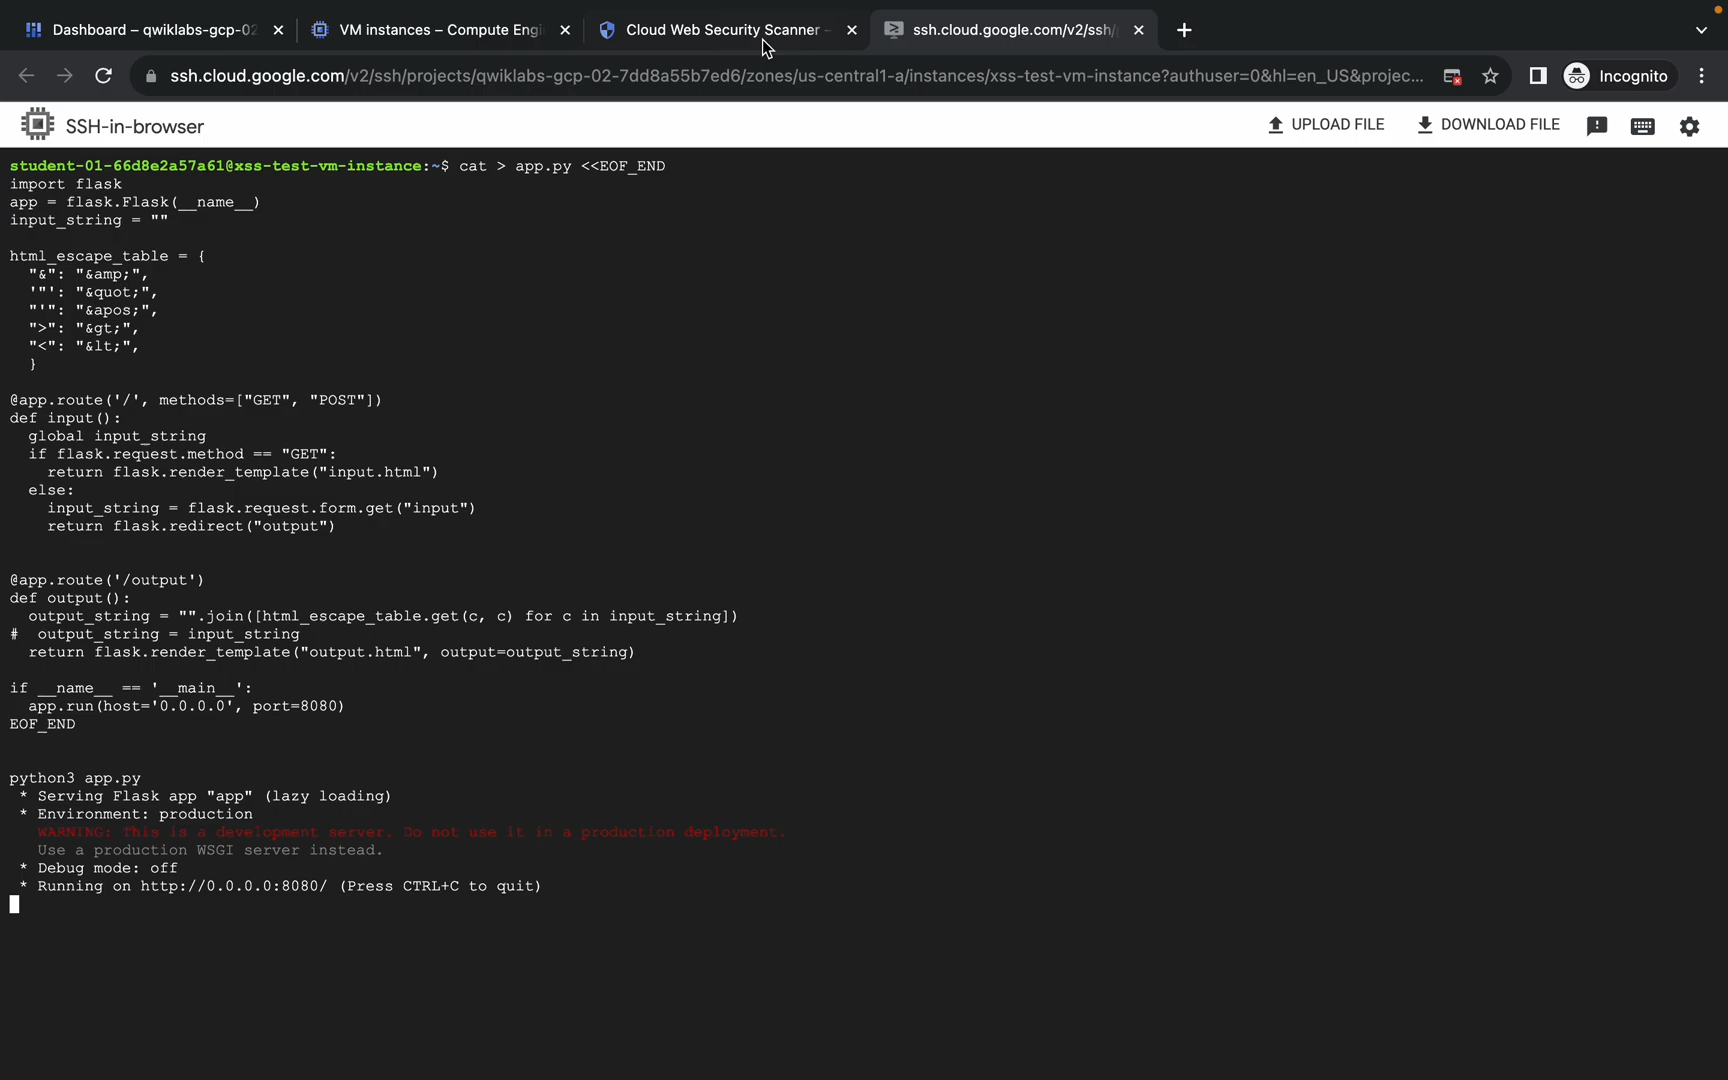 Dashboard – qwiklabs-gcp-02
VM instances – Compute Engi
Cloud Web Security Scanner –
ssh.cloud.google.com/v2/ssh/
ssh.cloud.google.com/v2/ssh/projects/qwiklabs-gcp-02-7dd8a55b7ed6/zones/us-central1-a/instances/xss-test-vm-instance?authuser=0&hl=en_US&projec...
Incognito
SSH-in-browser
UPLOAD FILE
DOWNLOAD FILE
student-01-66d8e2a57a61@xss-test-vm-instance:~$ cat > app.py <<EOF_END
import flask
app = flask.Flask(__name__)
input_string = ""
html_escape_table = {
"&": "&amp;",
'"': "&quot;",
"'": "&apos;",
">": "&gt;",
"<": "&lt;",
}
@app.route('/', methods=["GET", "POST"])
def input():
global input_string
if flask.request.method == "GET":
return flask.render_template("input.html")
else:
input_string = flask.request.form.get("input")
return flask.redirect("output")
@app.route('/output')
def output():
output_string = "".join([html_escape_table.get(c, c) for c in input_string])
#  output_string = input_string
return flask.render_template("output.html", output=output_string)
if __name__ == '__main__':
app.run(host='0.0.0.0', port=8080)
EOF_END
python3 app.py
* Serving Flask app "app" (lazy loading)
* Environment: production
WARNING: This is a development server. Do not use it in a production deployment.
Use a production WSGI server instead.
* Debug mode: off
* Running on http://0.0.0.0:8080/ (Press CTRL+C to quit)